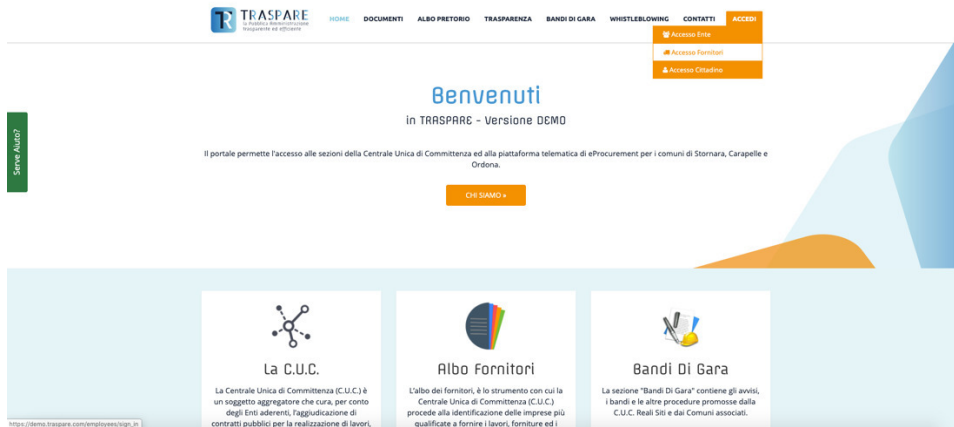 TRASPARE
La Pubblica Amministrazione
trasparente ed efficiente
HOME DOCUMENTI ALBO PRETORIO TRASPARENZA BANDI DI GARA WHISTLEBLOWING CONTATTI ACCEDI
Accesso Ente
Accesso Fornitori
Accesso Cittadino
Benvenuti
in TRASPARE - Versione DEMO
Il portale permette l'accesso alle sezioni della Centrale Unica di Committenza ed alla piattaforma telematica di eProcurement per i comuni di Stornara, Carapelle e
Ordona.
CHI SIAMO »
Serve Aiuto?
La C.U.C.
La Centrale Unica di Committenza (C.U.C.) è
un soggetto aggregatore che cura, per conto
degli Enti aderenti, l'aggiudicazione di
contratti pubblici per la realizzazione di lavori,
Albo Fornitori
L'albo dei fornitori, è lo strumento con cui la
Centrale Unica di Committenza (C.U.C.)
procede alla identificazione delle imprese più
qualificate a fornire i lavori, forniture ed i
Bandi Di Gara
La sezione "Bandi Di Gara" contiene gli avvisi,
i bandi e le altre procedure promosse dalla
C.U.C. Reali Siti e dai Comuni associati.
https://demo.traspare.com/employees/sign_in